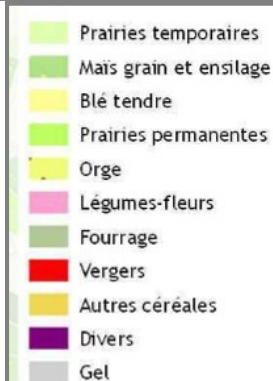 Prairies temporaires
Maïs grain et ensilage
Blé tendre
Prairies permanentes
Orge
Légumes-fleurs
Fourrage
Vergers
Autres céréales
Divers
Gel